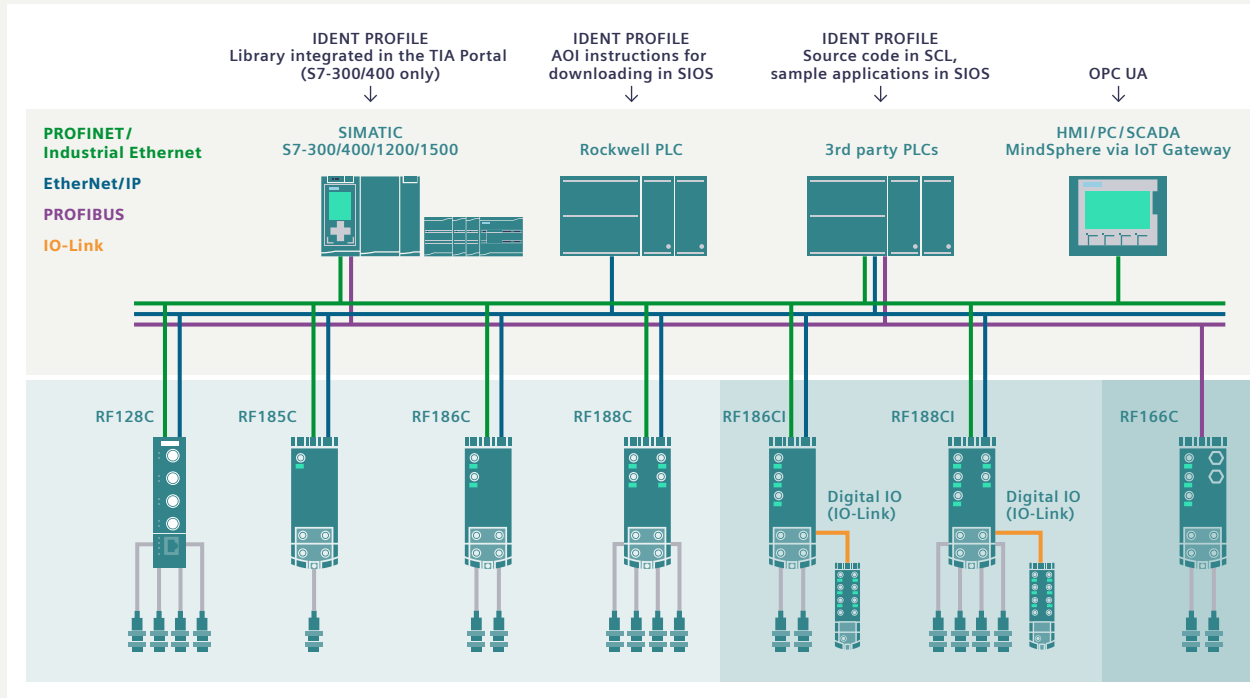 IDENT PROFILE
Library integrated in the TIA Portal
(S7-300/400 only)
IDENT PROFILE
AOI instructions for
downloading in SIOS
IDENT PROFILE
Source code in SCL,
sample applications in SIOS
OPC UA
PROFINET/
Industrial Ethernet
EtherNet/IP
PROFIBUS
IO-Link
SIMATIC
S7-300/400/1200/1500
Rockwell PLC
3rd party PLCs
HMI/PC/SCADA
MindSphere via IoT Gateway
RF128C
RF185C
RF186C
RF188C
RF186CI
RF188CI
RF166C
Digital IO
(IO-Link)
Digital IO
(IO-Link)